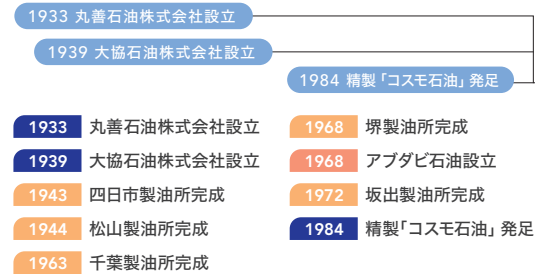 1933 丸善石油株式会社設立
1939 大協石油株式会社設立
1984 精製「コスモ石油」発足
1933 丸善石油株式会社設立
1939 大協石油株式会社設立
1943 四日市製油所完成
1944 松山製油所完成
1963 千葉製油所完成
1968 堺製油所完成
1968 アブダビ石油設立
1972 坂出製油所完成
1984 精製「コスモ石油」発足